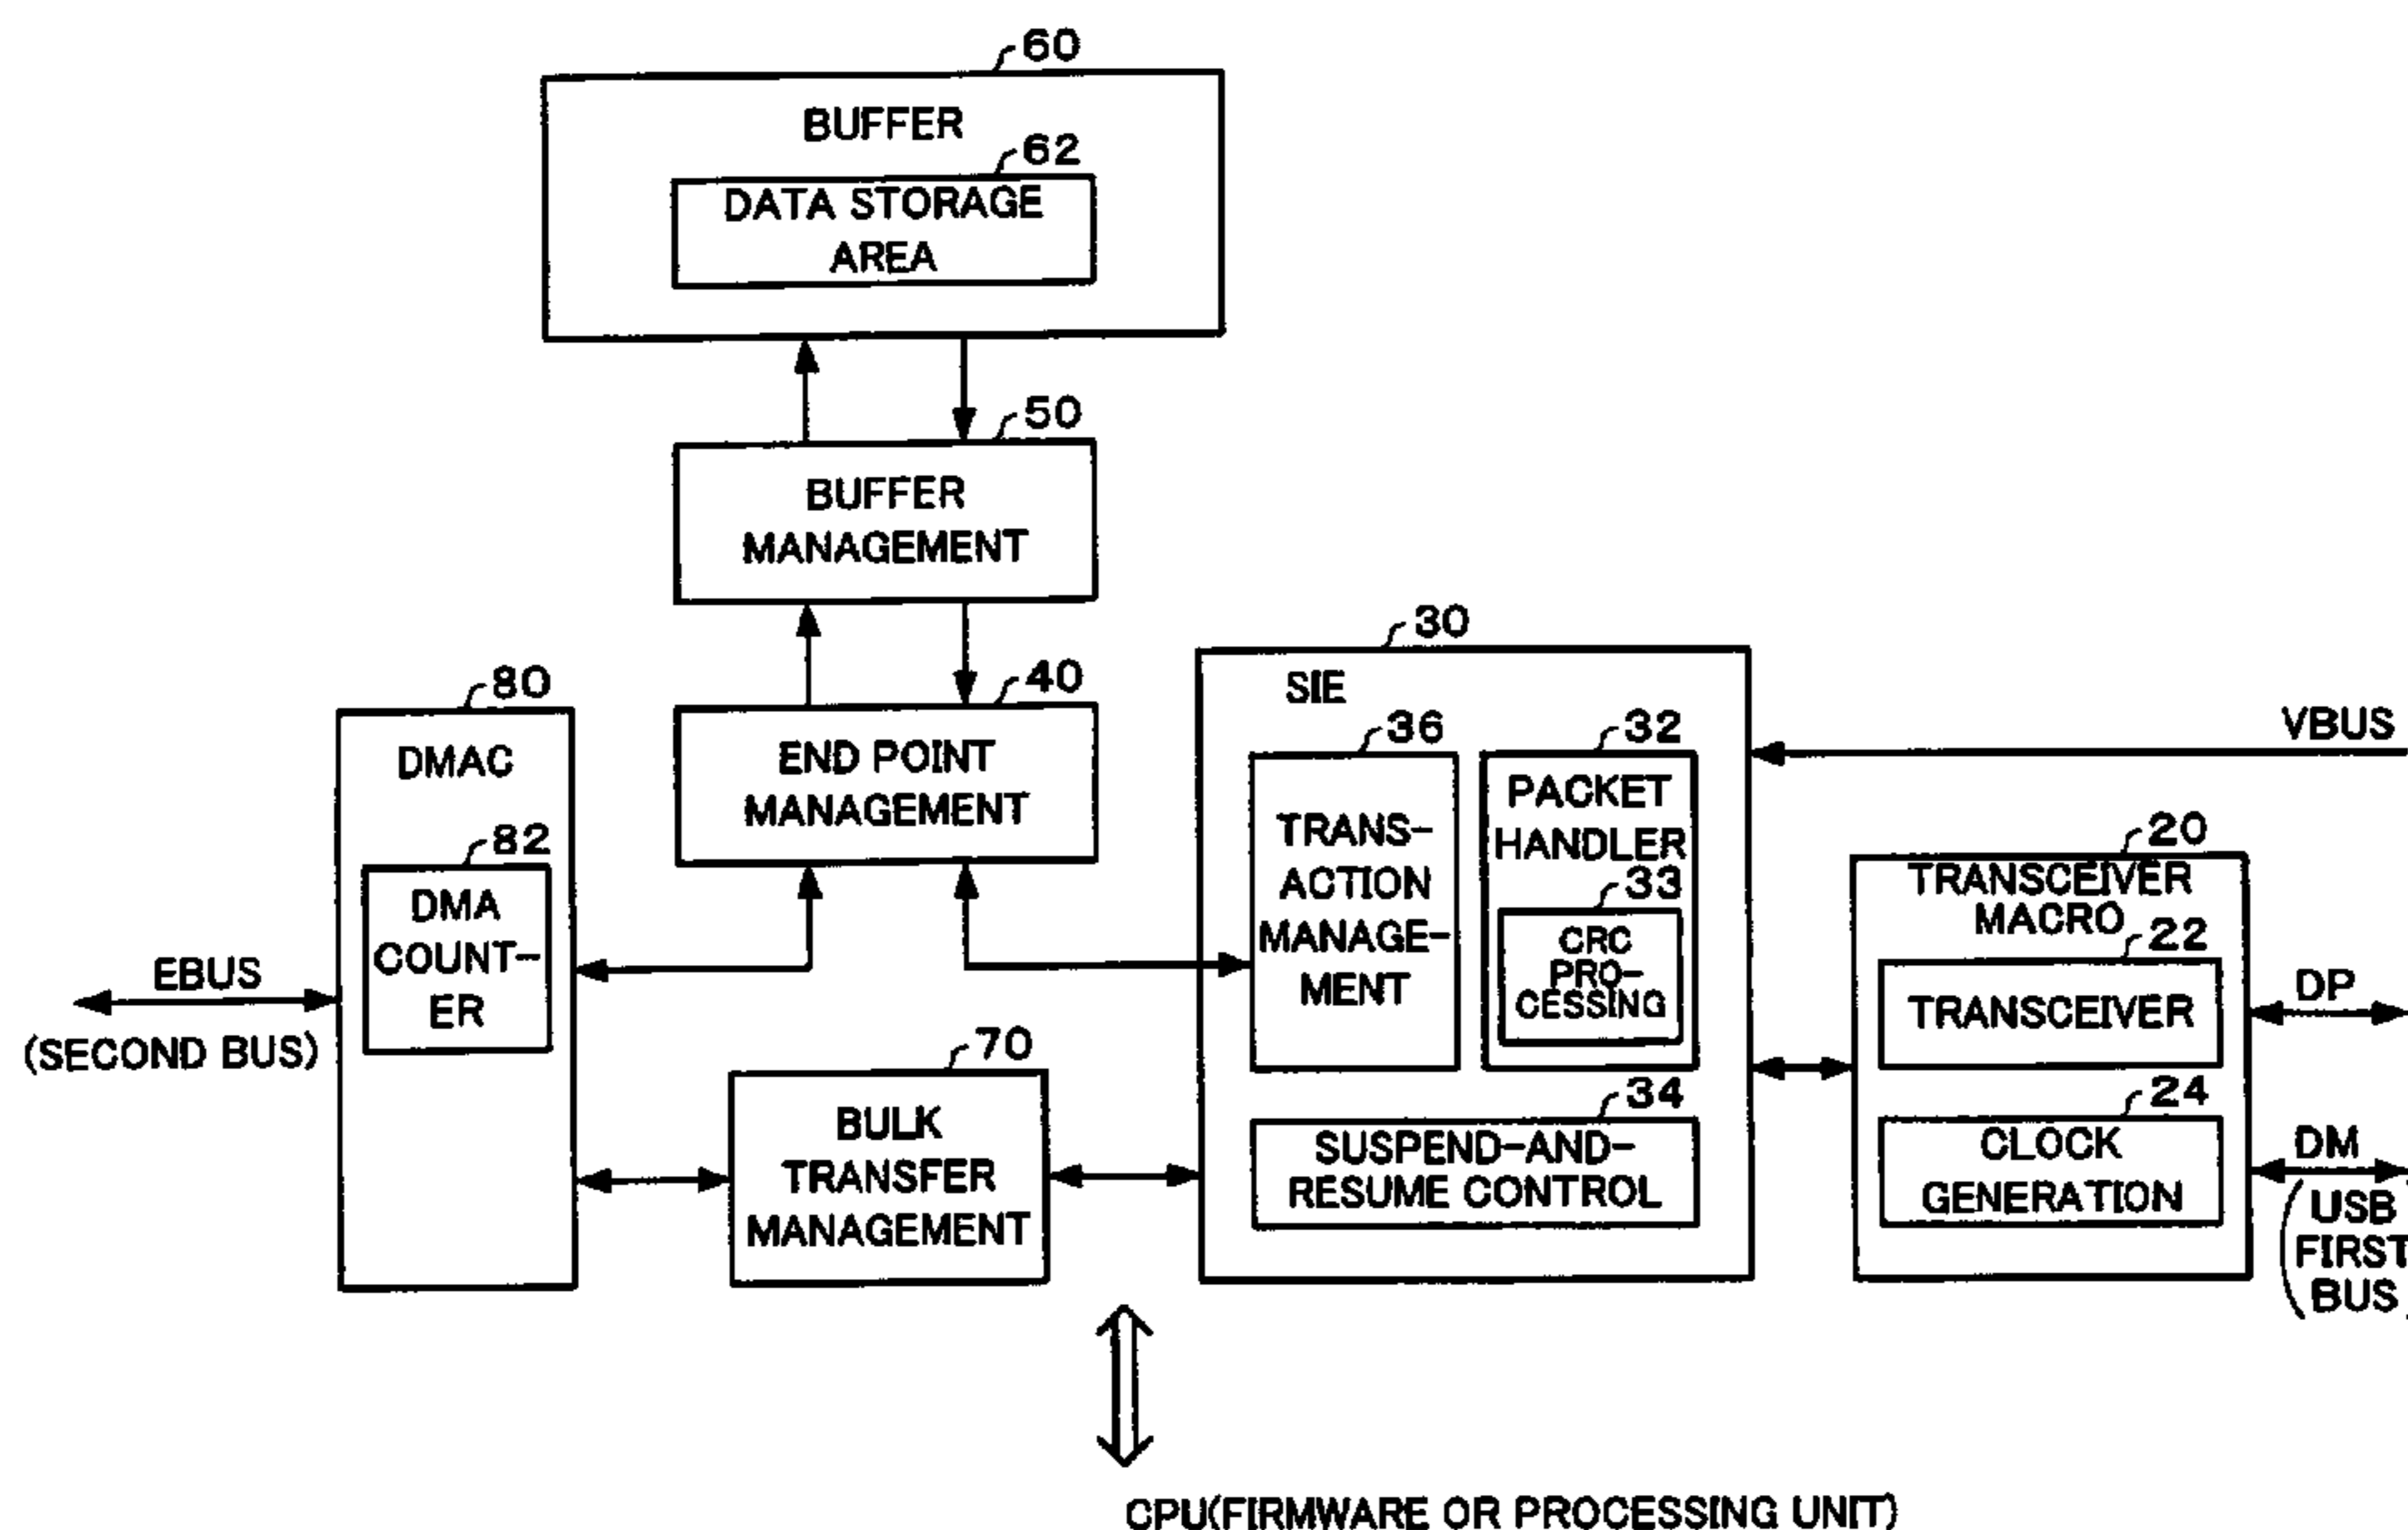 60
BUFFER
62
DATA STORAGE
AREA
50
BUFFER
MANAGEMENT
40
END POINT
MANAGEMENT
80
DMAC
82
DMA
COUNT-
ER
EBUS
(SECOND BUS)
70
BULK
TRANSFER
MANAGEMENT
30
SIE
36
TRANS-
ACTION
MANAGE-
MENT
32
PACKET
HANDLER
33
CRC
PRO-
CESSING
34
SUSPEND-AND-
RESUME CONTROL
VBUS
20
TRANSCEIVER
MACRO
22
TRANSCEIVER
24
CLOCK
GENERATION
DP
DM
(USB
FIRST
BUS
CPU(FIRMWARE OR PROCESSING UNIT)